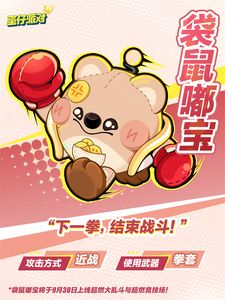 蛋仔派对
袋鼠嘟宝
“下一拳，结束战斗！”
攻击方式 近战 使用武器 拳套
*袋鼠嘟宝将于9月30日上线超燃大乱斗与超燃竞技场！